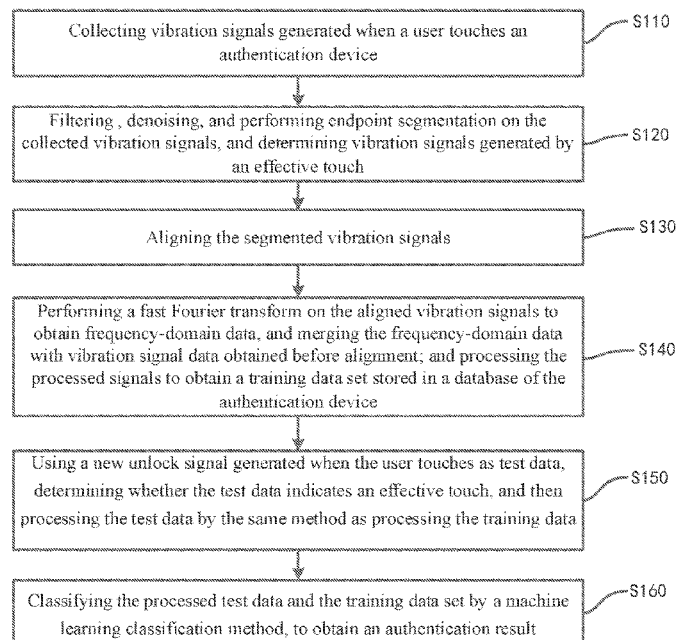 Collecting vibration signals generated when a user touches an
authentication device
S110
Filtering , denoising, and performing endpoint segmentation on the
collected vibration signals, and determining vibration signals generated by
an effective touch
S120
Aligning the segmented vibration signals
S130
Performing a fast Fourier transform on the aligned vibration signals to
obtain frequency-domain data, and merging the frequency-domain data
with vibration signal data obtained before alignment; and processing the
processed signals to obtain a training data set stored in a database of the
authentication device
S140
Using a new unlock signal generated when the user touches as test data,
determining whether the test data indicates an effective touch, and then
processing the test data by the same method as processing the training data
S150
Classifying the processed test data and the training data set by a machine
learning classification method, to obtain an authentication result
S160